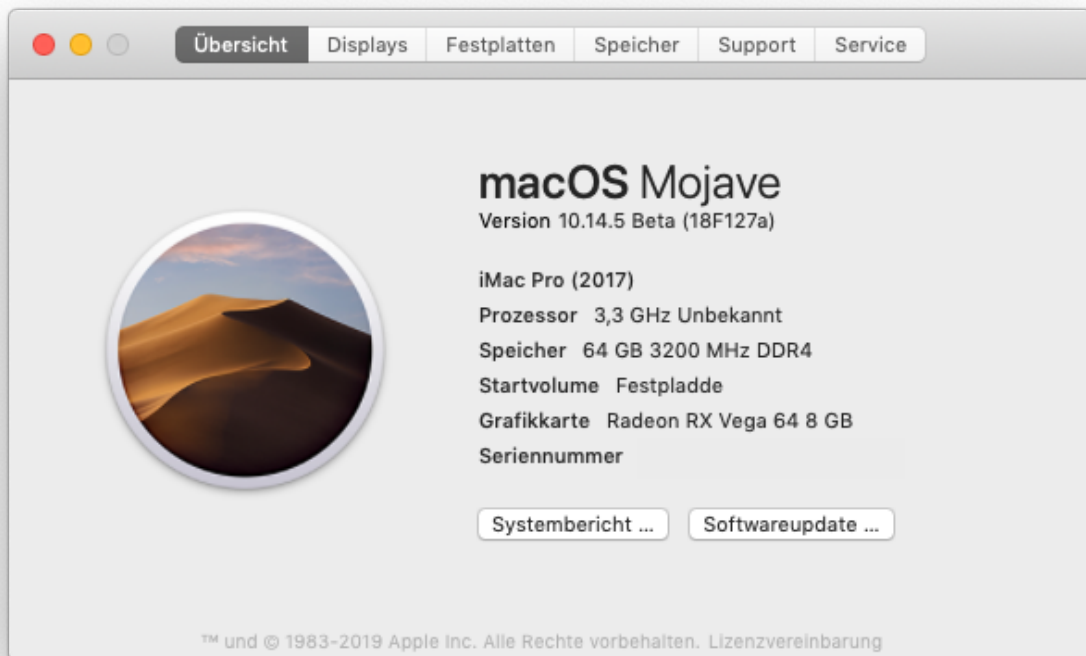 Übersicht Displays Festplatten Speicher Support Service
macOS Mojave
Version 10.14.5 Beta (18F127a)
iMac Pro (2017)
Prozessor 3,3 GHz Unbekannt
Speicher 64 GB 3200 MHz DDR4
Startvolume Festpladde
Grafikkarte Radeon RX Vega 64 8 GB
Seriennummer
Systembericht ... Softwareupdate ...
™ und © 1983-2019 Apple Inc. Alle Rechte vorbehalten. Lizenzvereinbarung